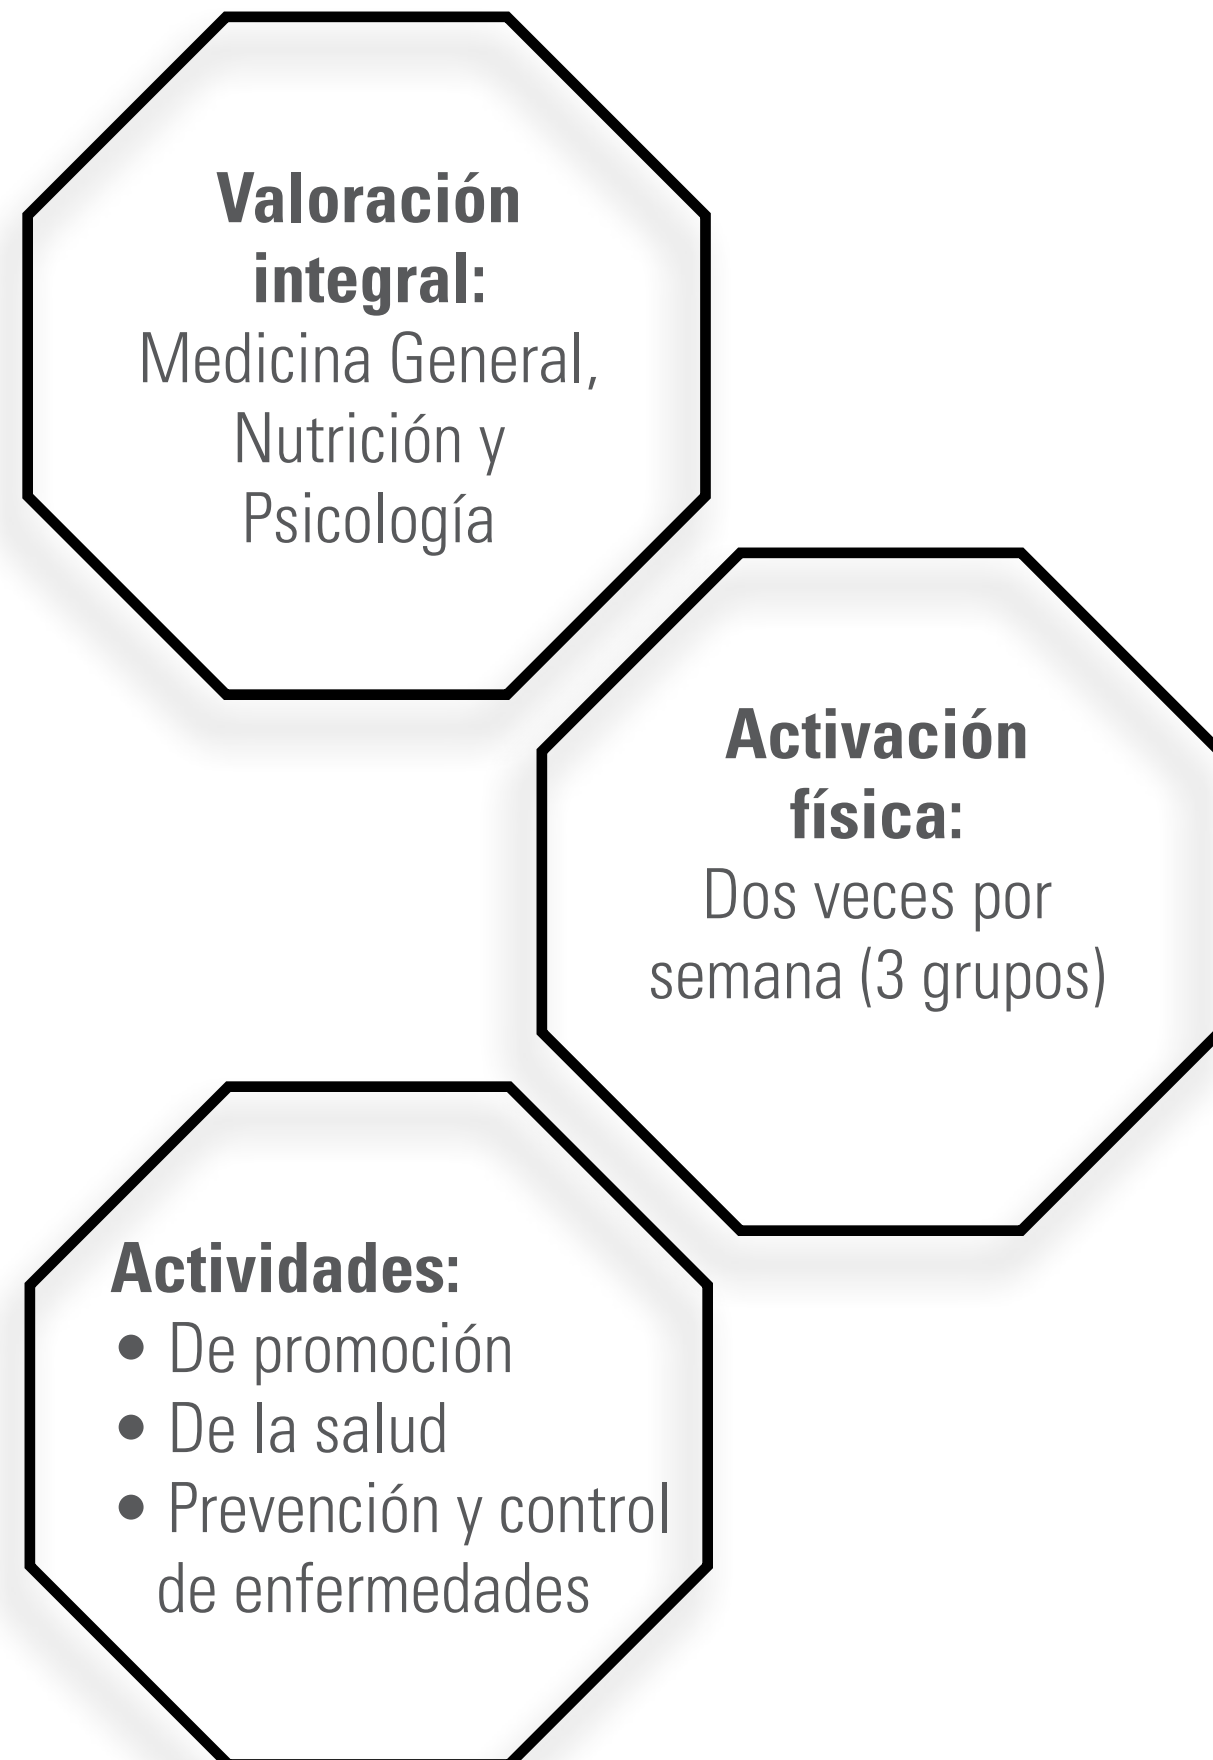 Valoración
integral:
Medicina General,
Nutrición y
Psicología
Activación
física:
Dos veces por
semana (3 grupos)
Actividades:
• De promoción
• De la salud
• Prevención y control
de enfermedades